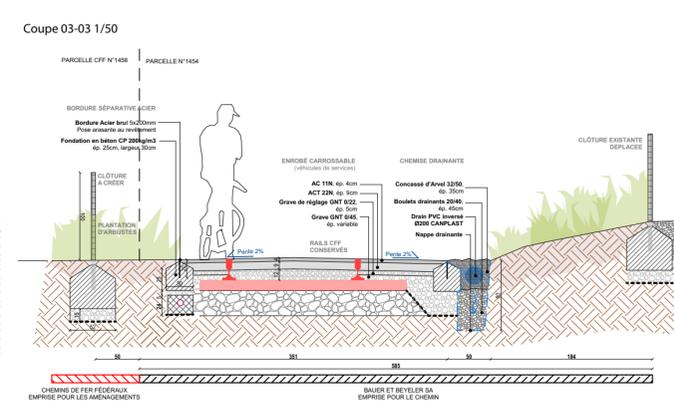 Coupe 03-03 1/50
PARCELLE CFF N°1456
PARCELLE N°1454
BORDURE SÉPARATIVE ACIER
Bordure Acier brut 5x200mm
Pose arasante au revêtement
Fondation en béton CP 200kg/m3
ép. 25cm, largeur 30cm
CLÔTURE
A CRÉER
PLANTATION
D'ARBUSTES
ENROBÉ CARROSSABLE
(véhicules de services)
AC 11N, ép. 4cm
ACT 22N, ép. 9cm
Grave de réglage GNT 0/22,
ép. 5cm
Grave GNT 0/45,
ép. variable
RAILS CFF
CONSERVÉS
CHEMISE DRAINANTE
Concassé d'Arvel 32/50,
ép. 35cm
Boulets drainants 20/40,
ép. 45cm
Drain PVC inversé
Ø200 CANPLAST
Nappe drainante
CLÔTURE EXISTANTE
DÉPLACÉE
Pente 2%
Pente 2%
50
351
50
184
585
CHEMINS DE FER FÉDÉRAUX
EMPRISE POUR LES AMÉNAGEMENTS
BAUER ET BEYELER SA
EMPRISE POUR LE CHEMIN